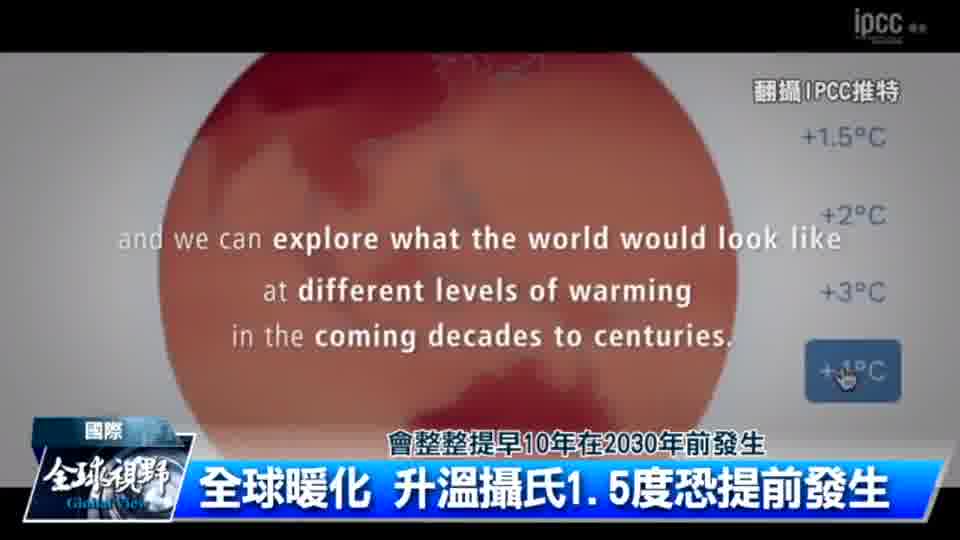 ipcc
翻攝IPCC推特
+1.5°C
+2°C
and we can explore what the world would look like
+3°C
at different levels of warming
in the coming decades to centuries.
+4°C
國際
會整整提早10年在2030年前發生
全球視野
Global View
全球暖化 升溫攝氏1.5度恐提前發生